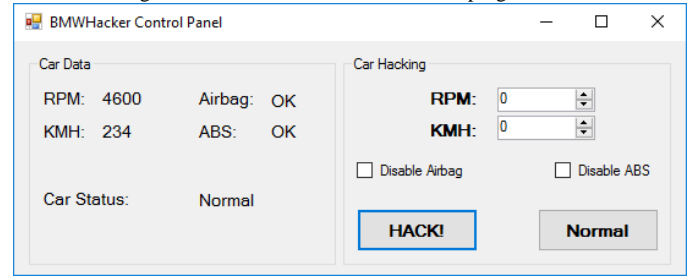 BMWHacker Control Panel
Car Data
RPM: 4600 Airbag: OK
KMH: 234 ABS: OK
Car Status: Normal
Car Hacking
RPM: 0
KMH: 0
Disable Airbag Disable ABS
HACK! Normal